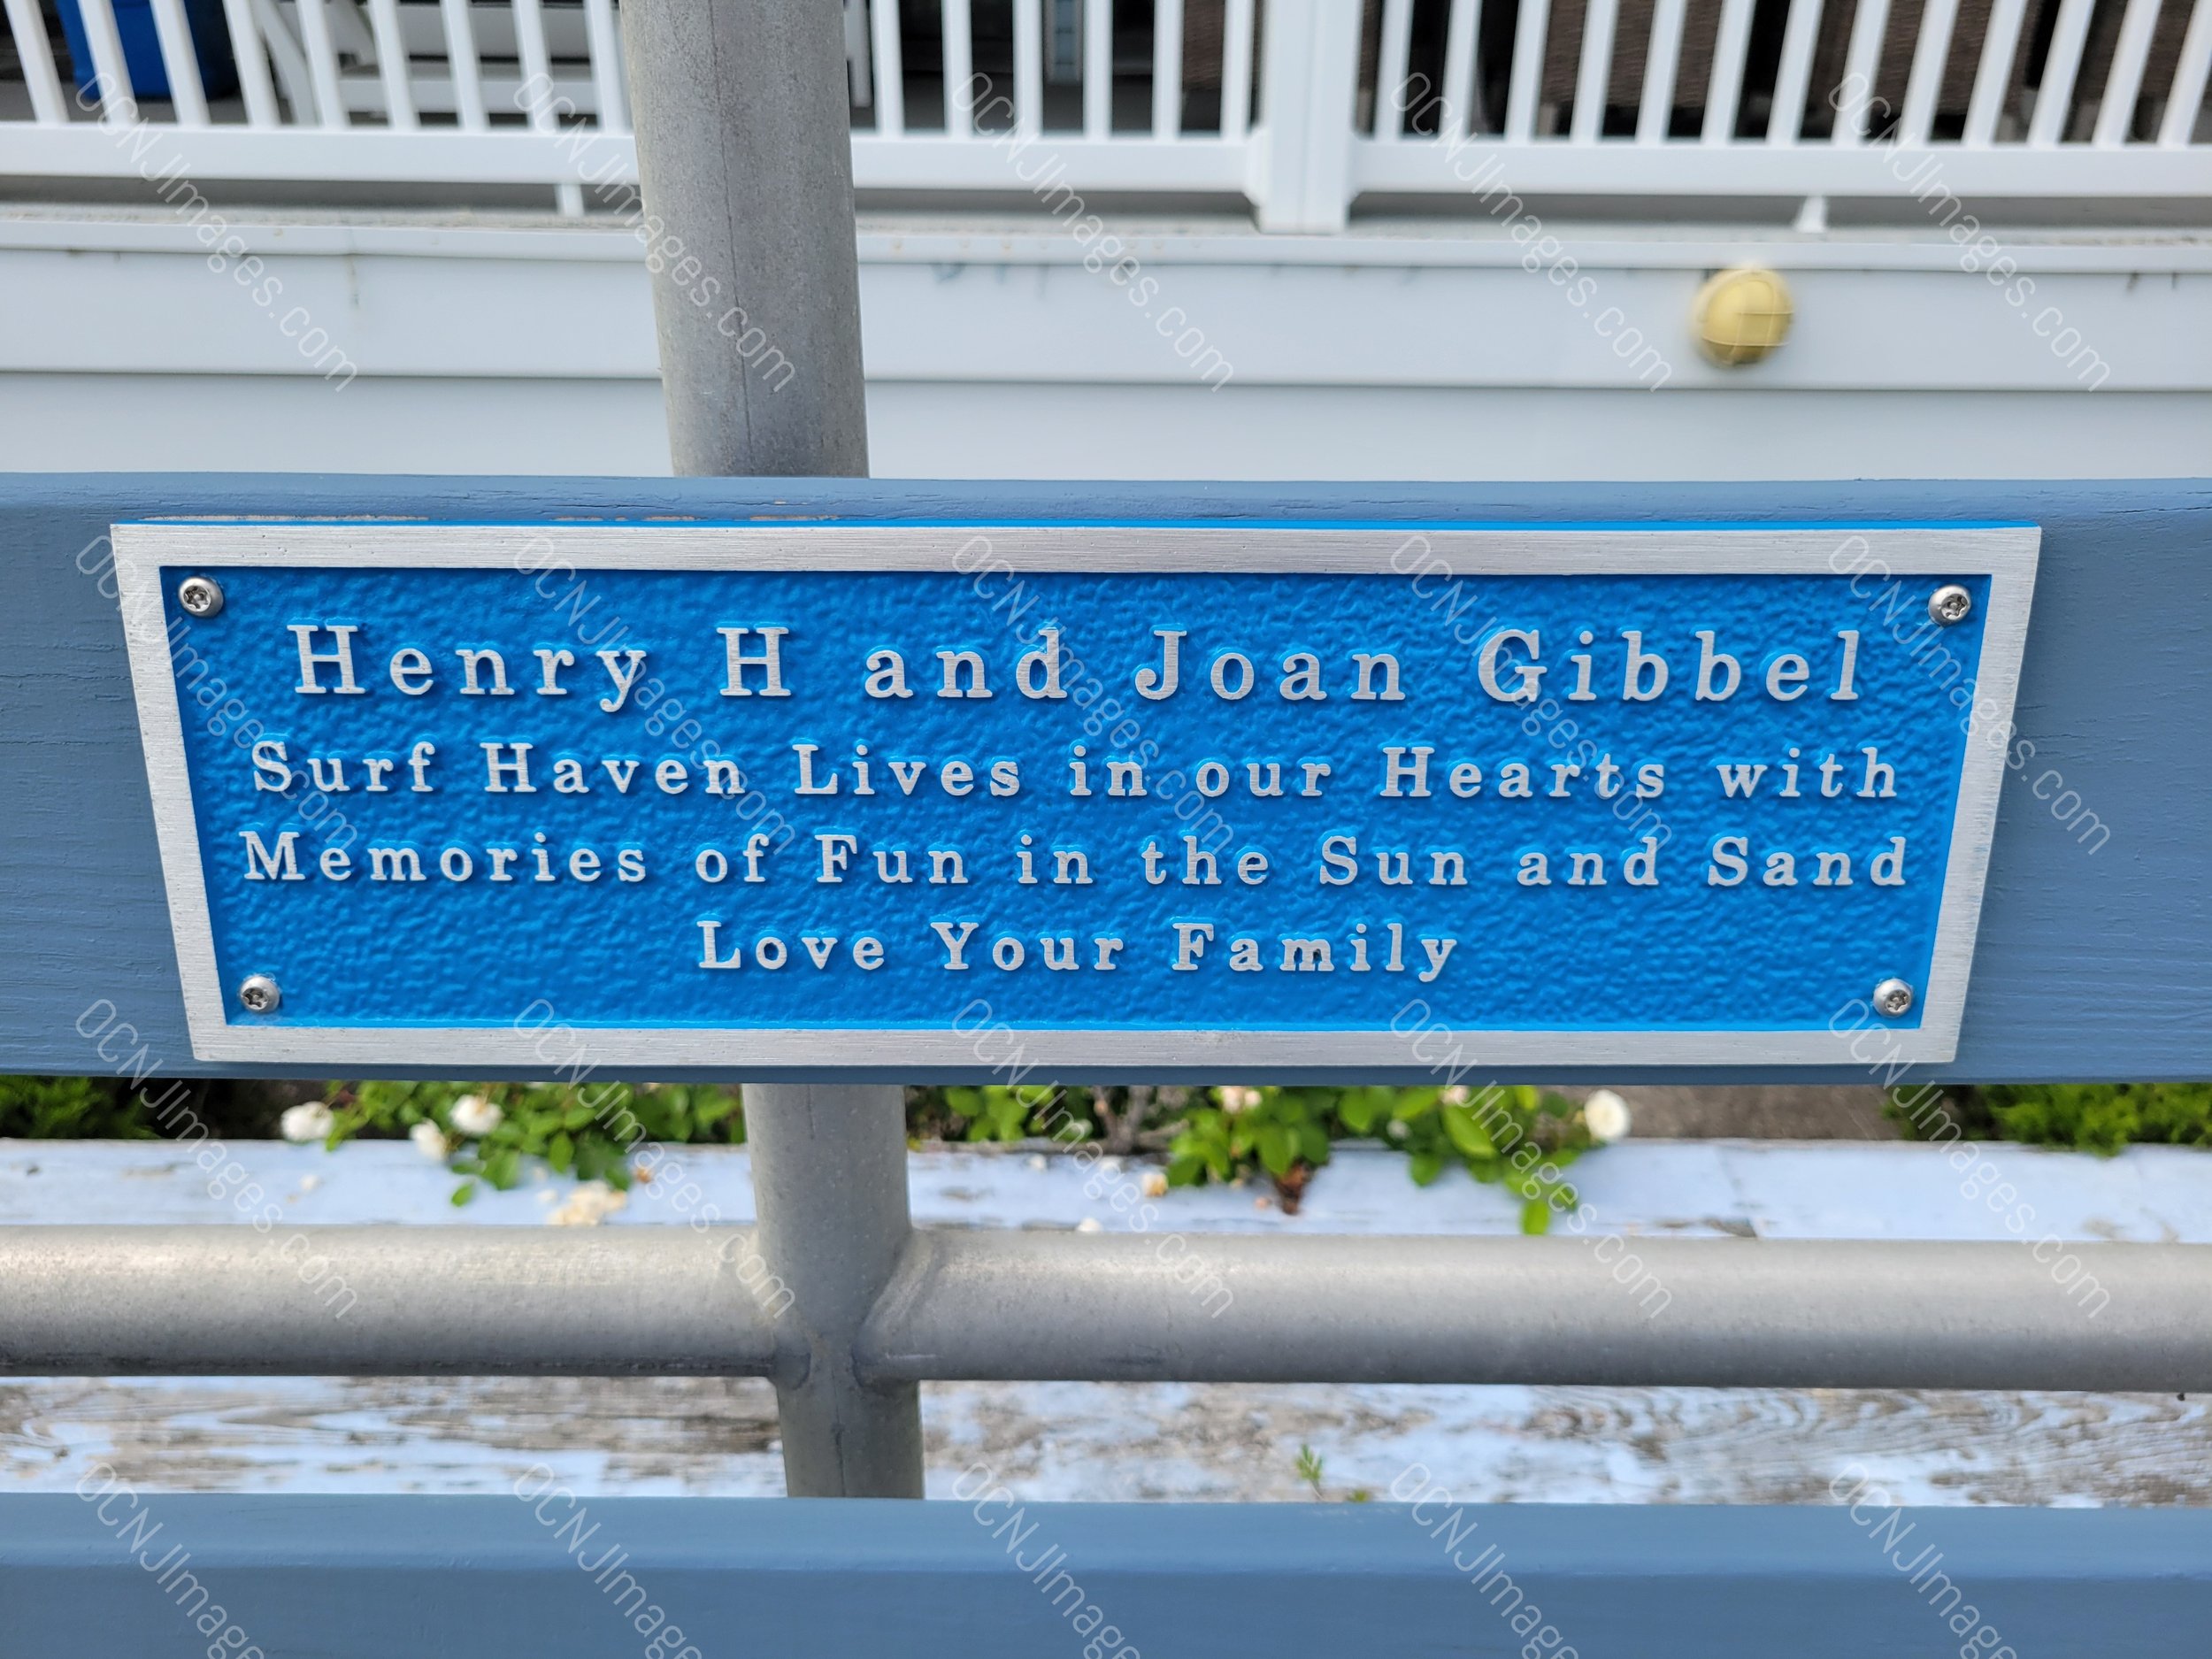 Henry H and Joan Gibbel
Surf Haven Lives in our Hearts with
Memories of Fun in the Sun and Sand
Love Your Family
OCNJImages.com